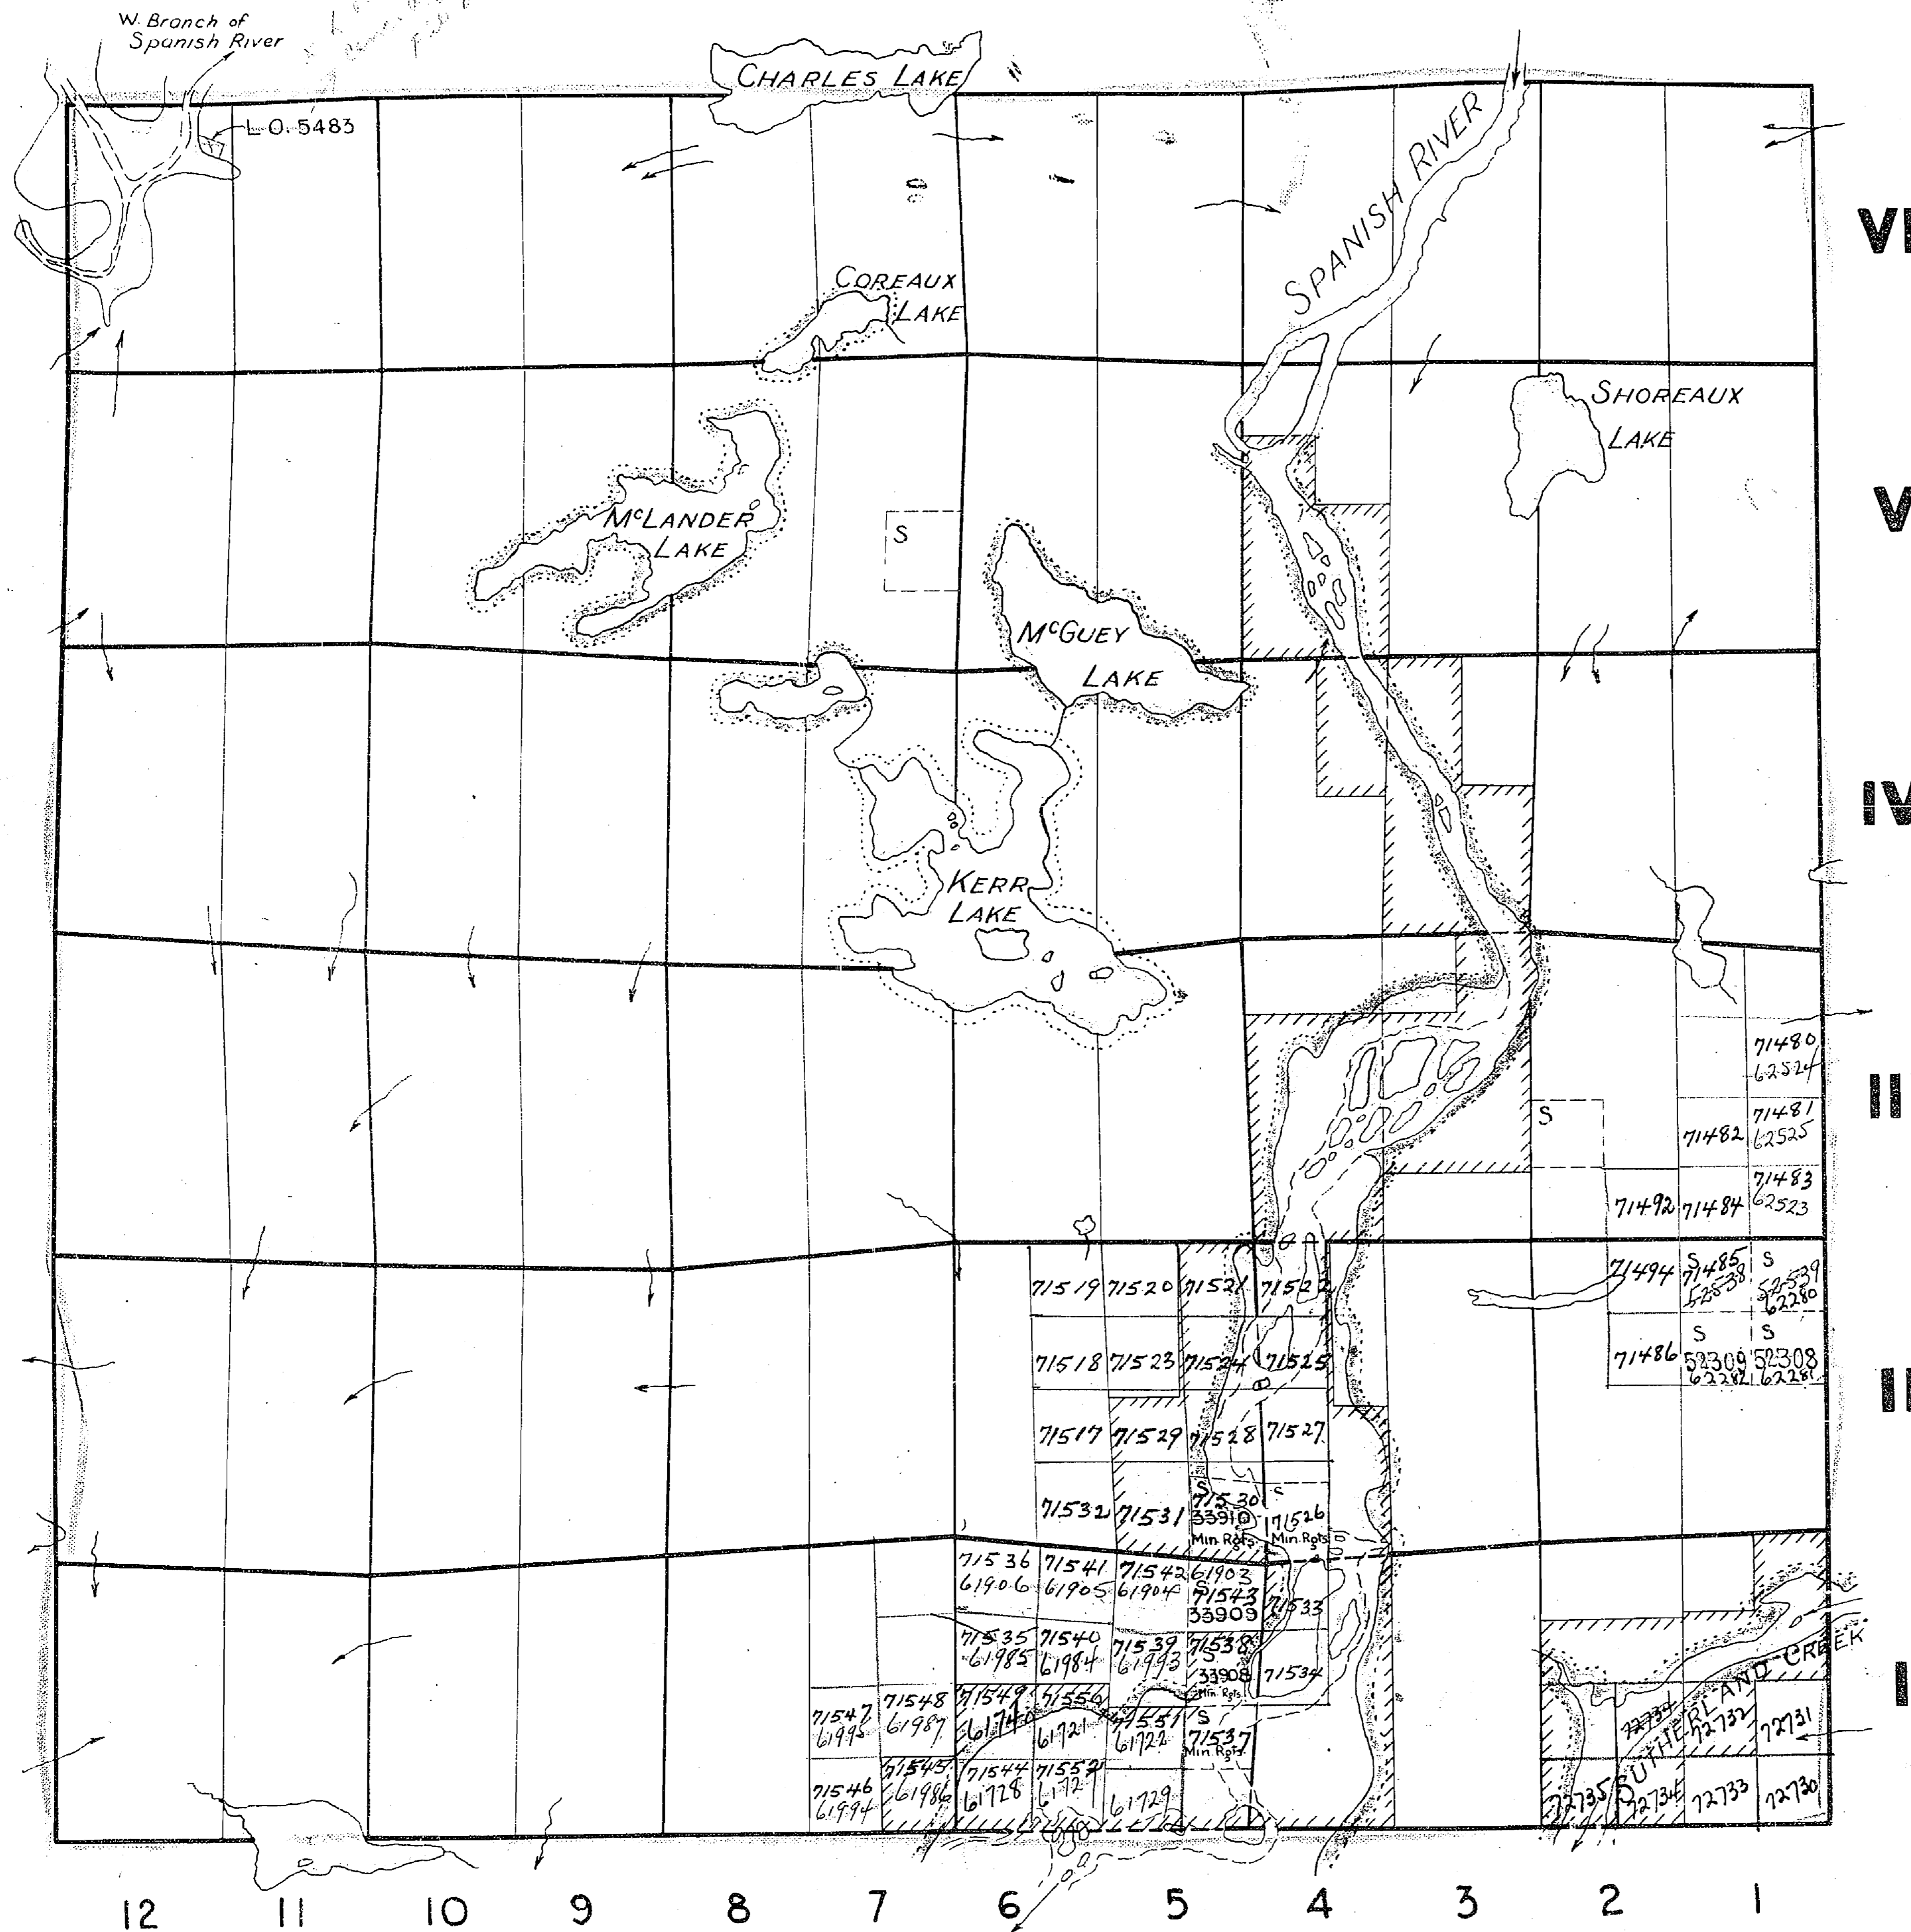 W. Branch of
Spanish River
CHARLES LAKE
L.O. 5483
SPANISH RIVER
VI
COREAUX
LAKE
SHOREAUX
LAKE
McLANDER
LAKE
S
V
McGUEY
LAKE
IV
KERR
LAKE
71480
62524
S
71481
71482 62525
II
71483
71492 71484 62523
71494 S 71485 S
52538 52539
62280
71519 71520 71521 71522
S S
71486 52309 52308
62282 62281
71518 71523 71524 71525
II
71517 71529 71528 71527
S S
71532 71531 71530 71526
33910
Min. Rgts. Min. Rgts.
71536 71541 71542 61903
61906 61905 61904 S
71543 71533
33909
71535 71540 71539 71538
61985 61984 61993 S
33908 71534
Min. Rgts.
SUTHERLAND CREEK
I
71547 71548 71549 71550 71551 S
61995 61987 61740 61721 61722 71537
Min. Rgts.
72732 72731
71546 71545 71544 71552
61994 61986 61728 61729
72735 72734 72733 72730
12 11 10 9 8 7 6 5 4 3 2 1